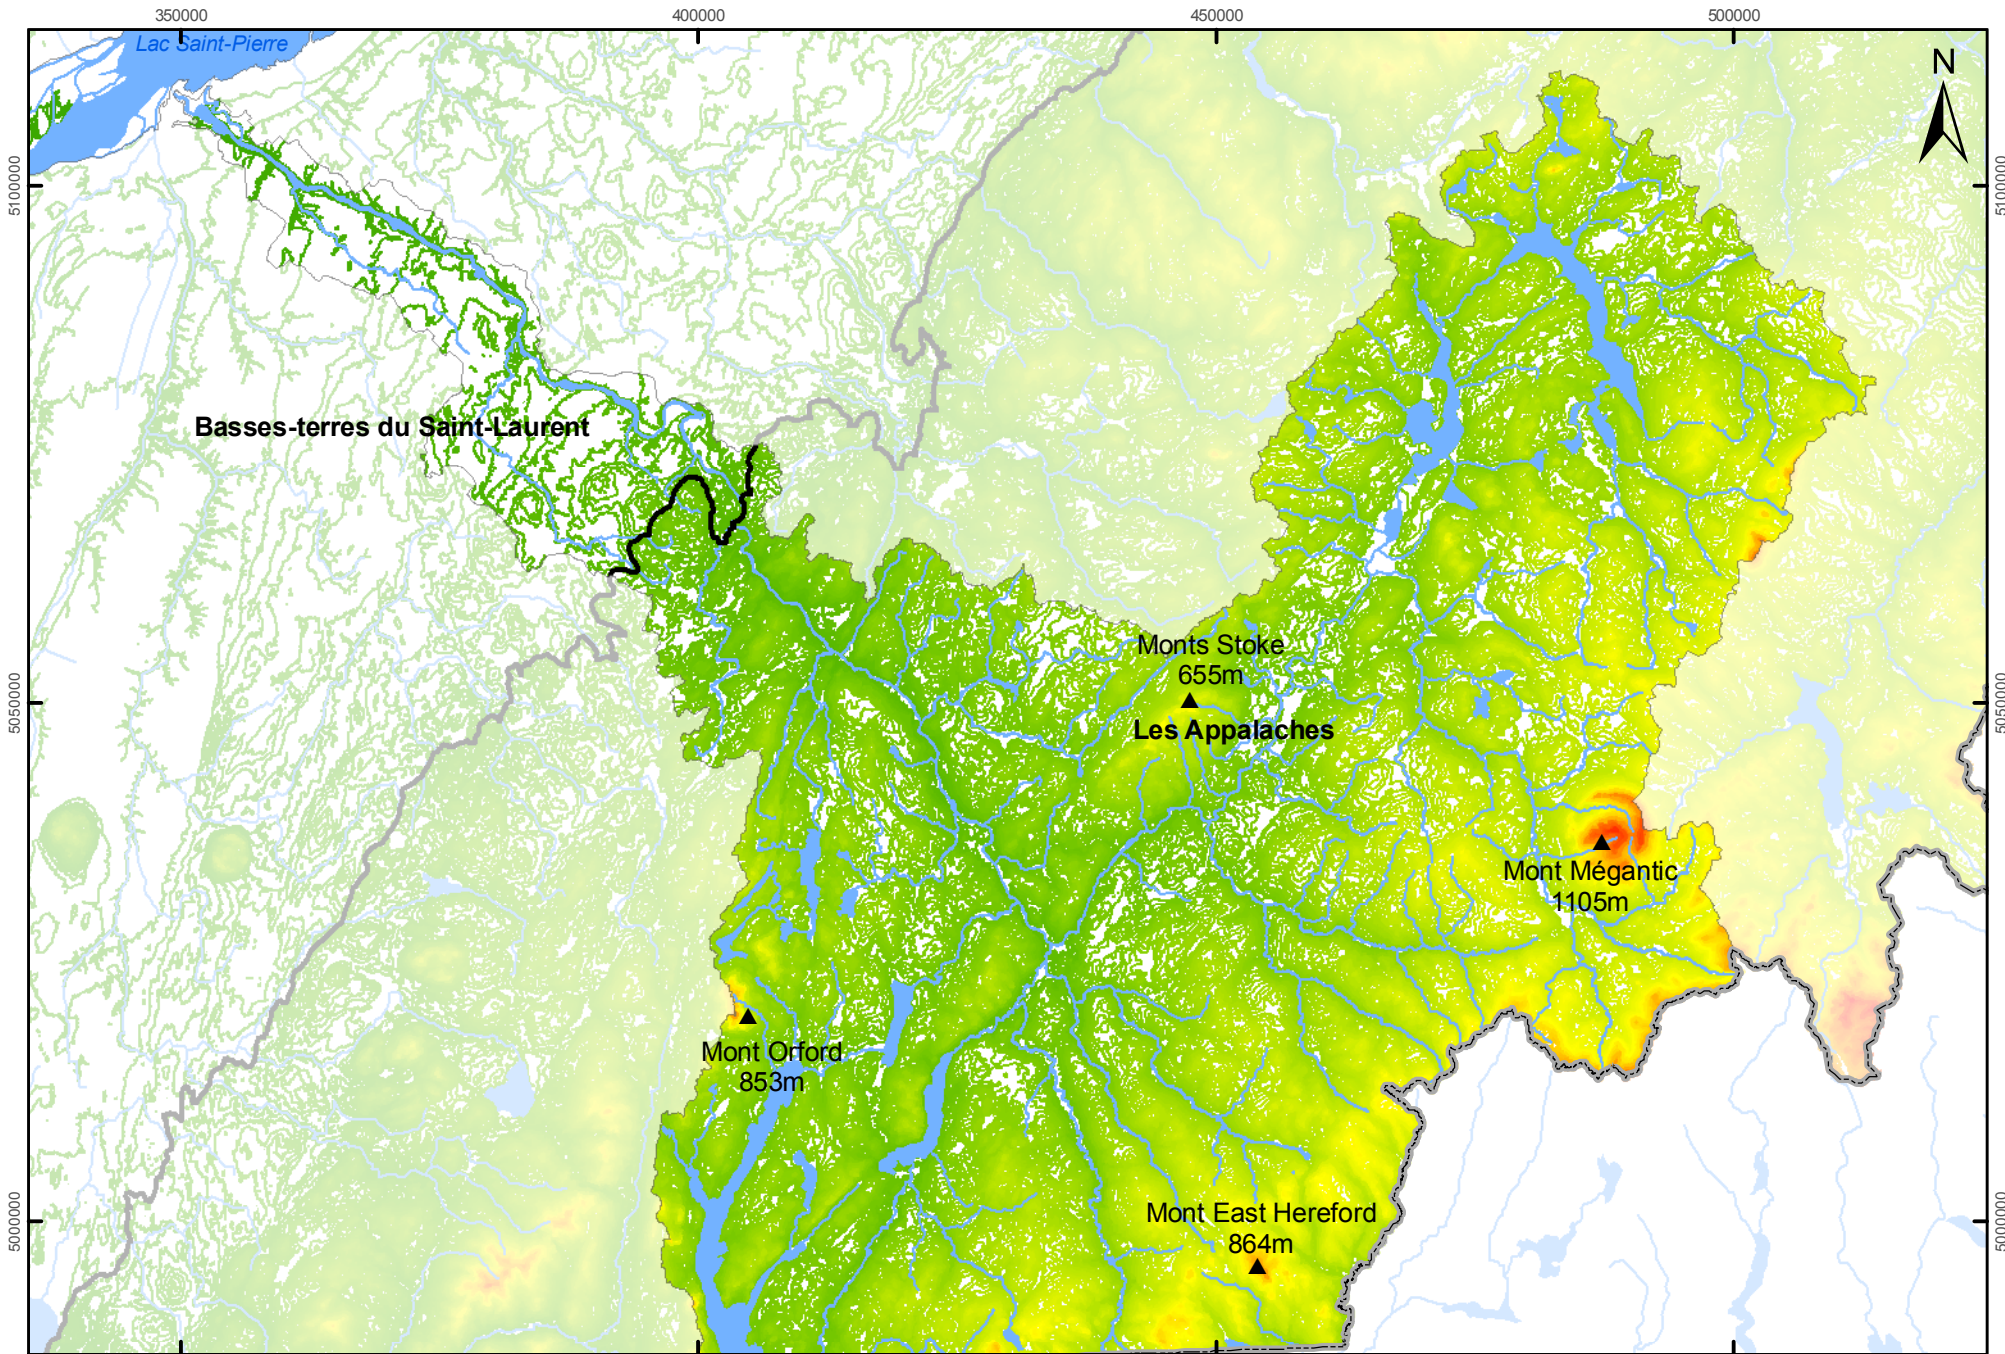 350000
400000
450000
500000
Lac Saint-Pierre
N
5100000
5100000
Basses-terres du Saint-Laurent
Monts Stoke
655m
5050000
5050000
Les Appalaches
Mont Mégantic
1105m
Mont Orford
853m
Mont East Hereford
864m
5000000
5000000